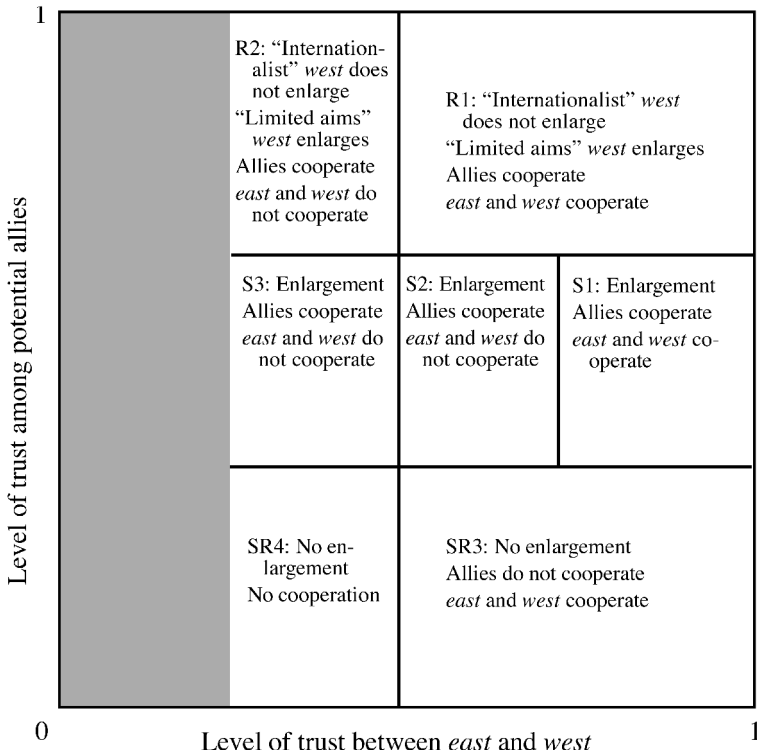 1
R2: “Internation-
alist” west does
not enlarge
“Limited aims”
west enlarges
Allies cooperate
east and west do
not cooperate
R1: “Internationalist” west
does not enlarge
“Limited aims” west enlarges
Allies cooperate
east and west cooperate
S3: Enlargement
Allies cooperate
east and west do
not cooperate
S2: Enlargement
Allies cooperate
east and west do
not cooperate
S1: Enlargement
Allies cooperate
east and west co-
operate
SR4: No en-
largement
No cooperation
SR3: No enlargement
Allies do not cooperate
east and west cooperate
Level of trust among potential allies
0
Level of trust between east and west
1